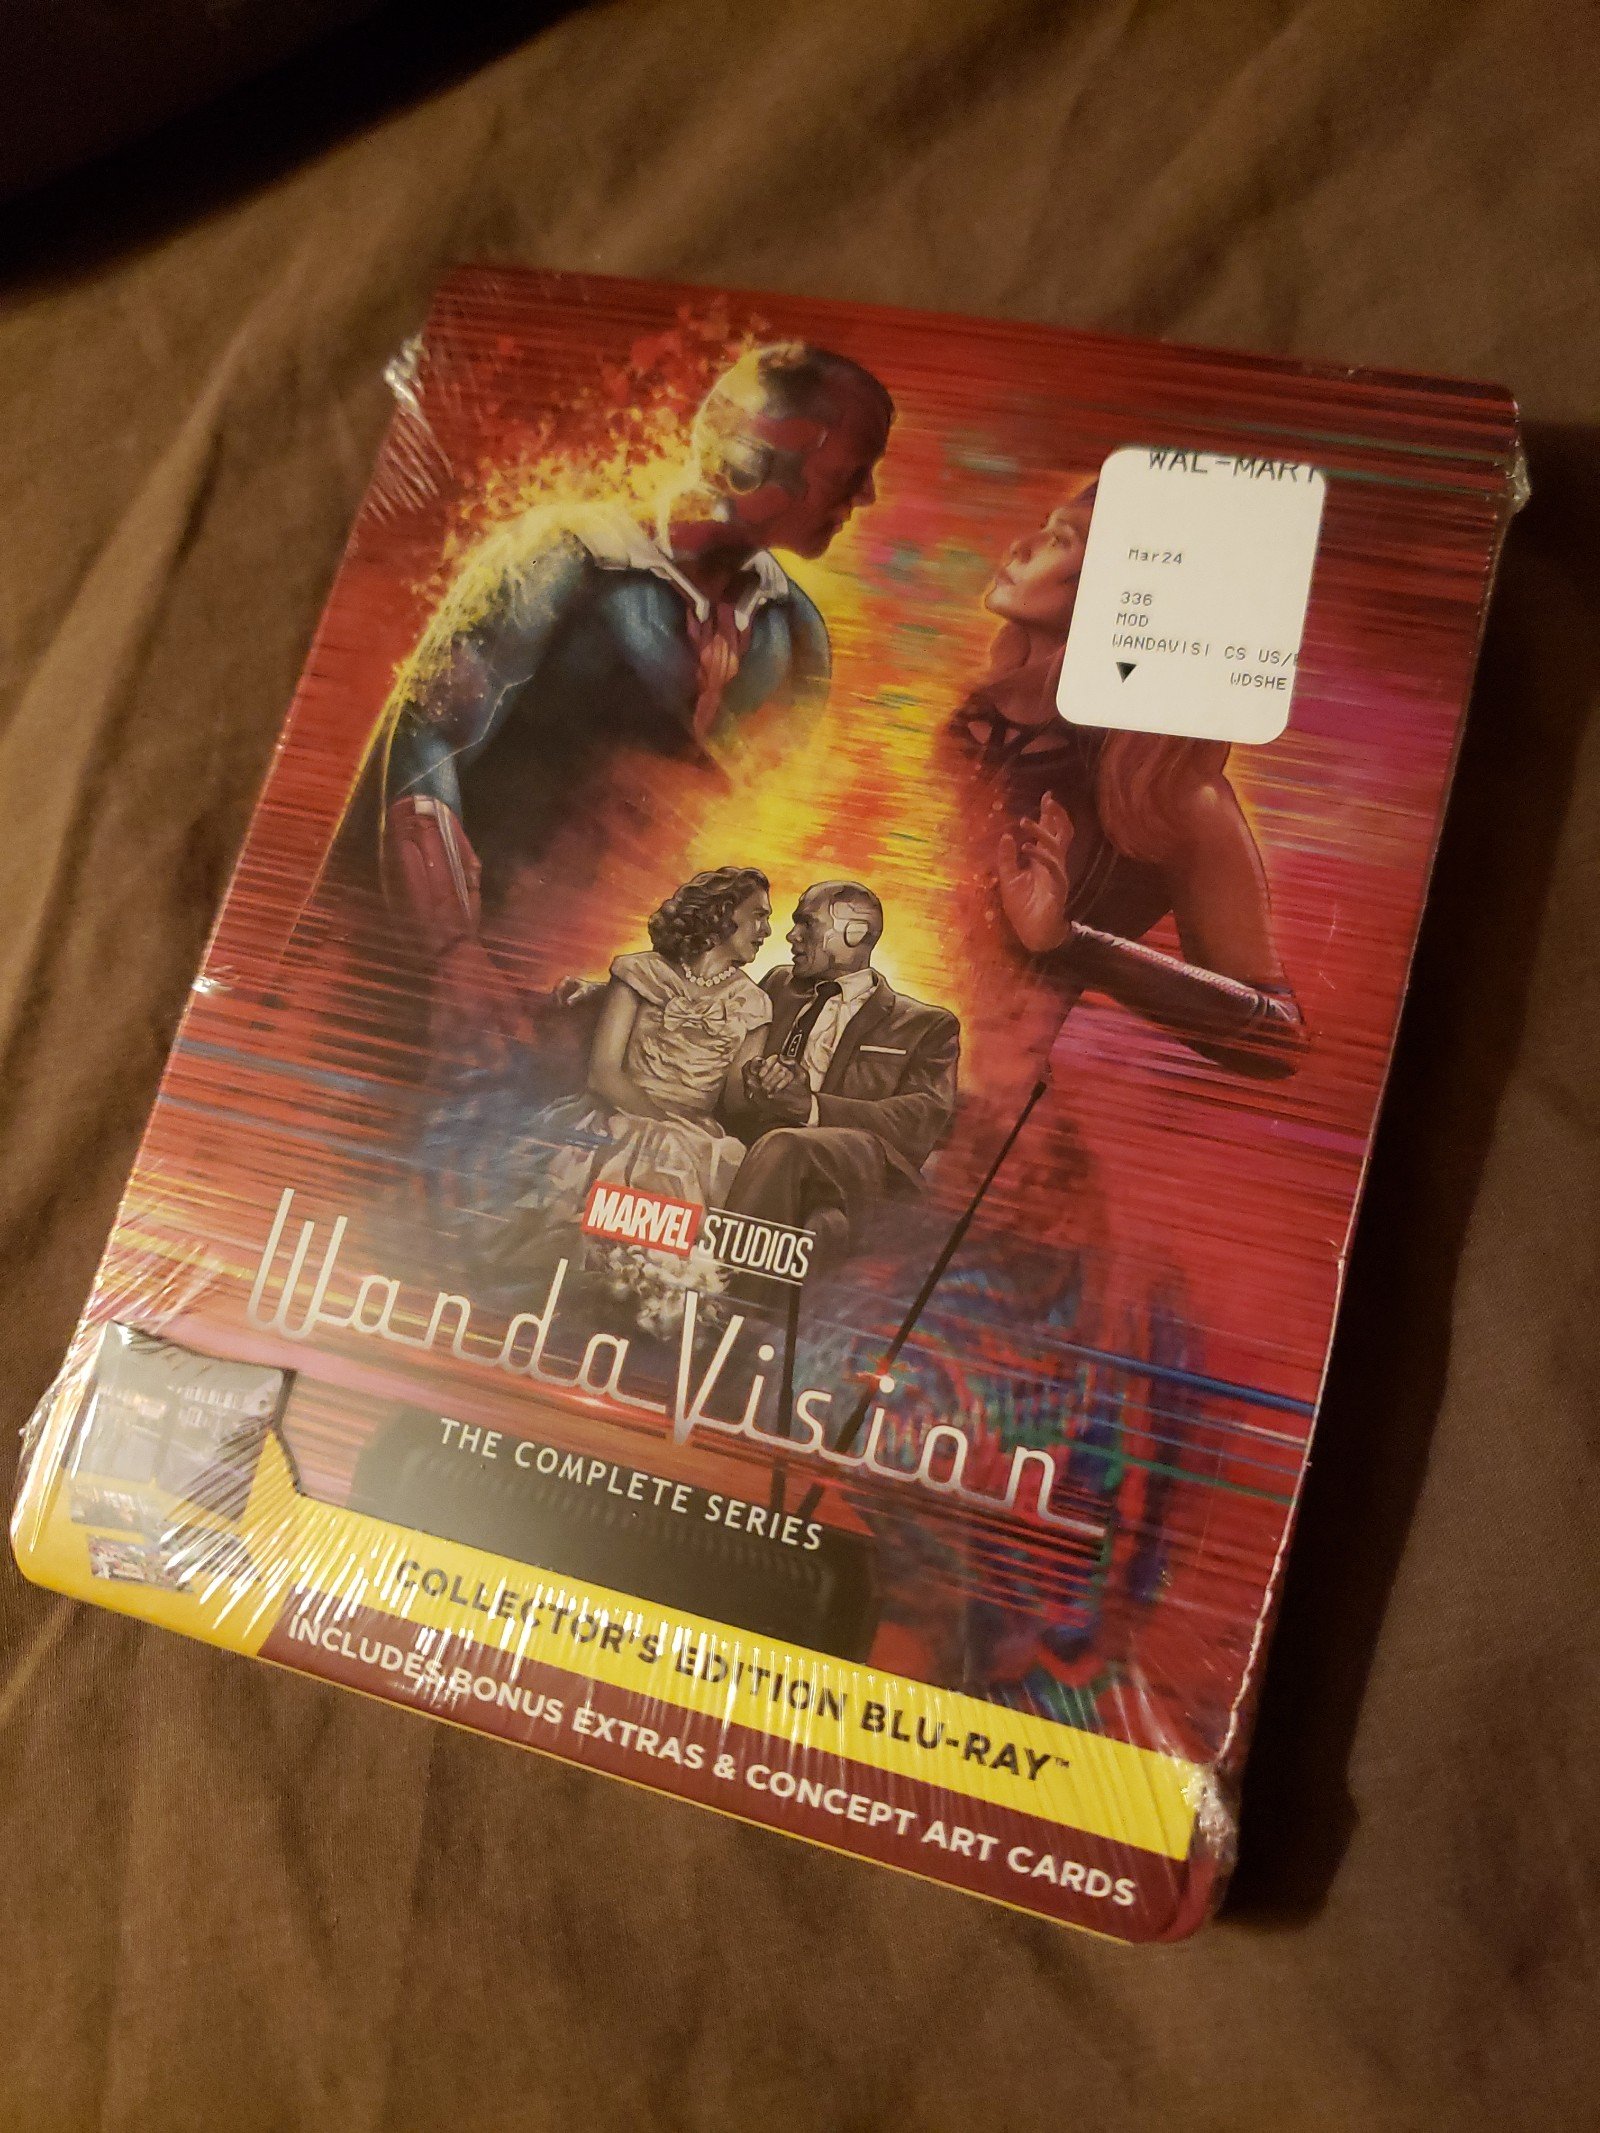 WAL-MART
Mar24
336
MOD
WANDAVISI CS US/
WDSHE
MARVEL STUDIOS
WandaVision
THE COMPLETE SERIES
COLLECTOR'S EDITION BLU-RAY™
INCLUDES BONUS EXTRAS & CONCEPT ART CARDS